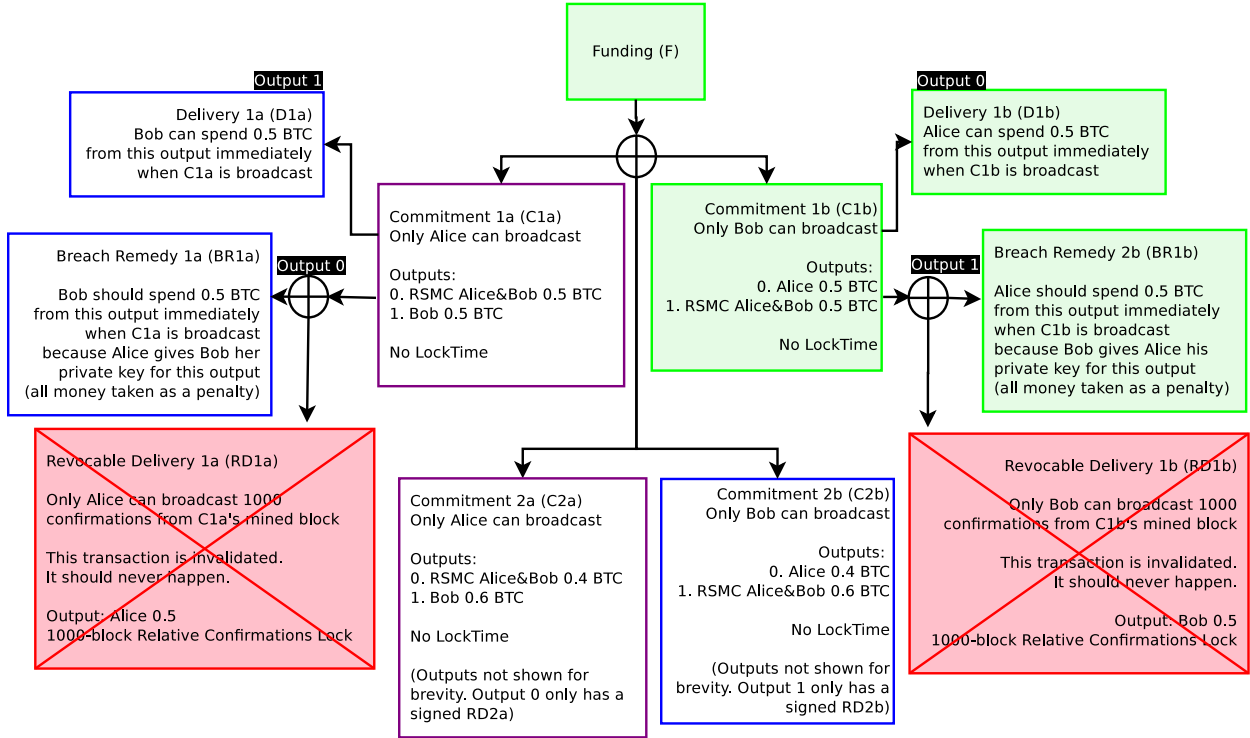 Funding (F)
Output 1
Delivery 1a (D1a)
Bob can spend 0.5 BTC
from this output immediately
when C1a is broadcast
Output 0
Delivery 1b (D1b)
Alice can spend 0.5 BTC
from this output immediately
when C1b is broadcast
Commitment 1a (C1a)
Only Alice can broadcast
Outputs:
0. RSMC Alice&Bob 0.5 BTC
1. Bob 0.5 BTC
No LockTime
Commitment 1b (C1b)
Only Bob can broadcast
Outputs:
0. Alice 0.5 BTC
1. RSMC Alice&Bob 0.5 BTC
No LockTime
Breach Remedy 1a (BR1a)
Bob should spend 0.5 BTC
from this output immediately
when C1a is broadcast
because Alice gives Bob her
private key for this output
(all money taken as a penalty)
Output 0
Output 1
Breach Remedy 2b (BR1b)
Alice should spend 0.5 BTC
from this output immediately
when C1b is broadcast
because Bob gives Alice his
private key for this output
(all money taken as a penalty)
Revocable Delivery 1a (RD1a)
Only Alice can broadcast 1000
confirmations from C1a's mined block
This transaction is invalidated.
It should never happen.
Output: Alice 0.5
1000-block Relative Confirmations Lock
Commitment 2a (C2a)
Only Alice can broadcast
Outputs:
0. RSMC Alice&Bob 0.4 BTC
1. Bob 0.6 BTC
No LockTime
(Outputs not shown for
brevity. Output 0 only has a
signed RD2a)
Commitment 2b (C2b)
Only Bob can broadcast
Outputs:
0. Alice 0.4 BTC
1. RSMC Alice&Bob 0.6 BTC
No LockTime
(Outputs not shown for
brevity. Output 1 only has a
signed RD2b)
Revocable Delivery 1b (RD1b)
Only Bob can broadcast 1000
confirmations from C1b's mined block
This transaction is invalidated.
It should never happen.
Output: Bob 0.5
1000-block Relative Confirmations Lock